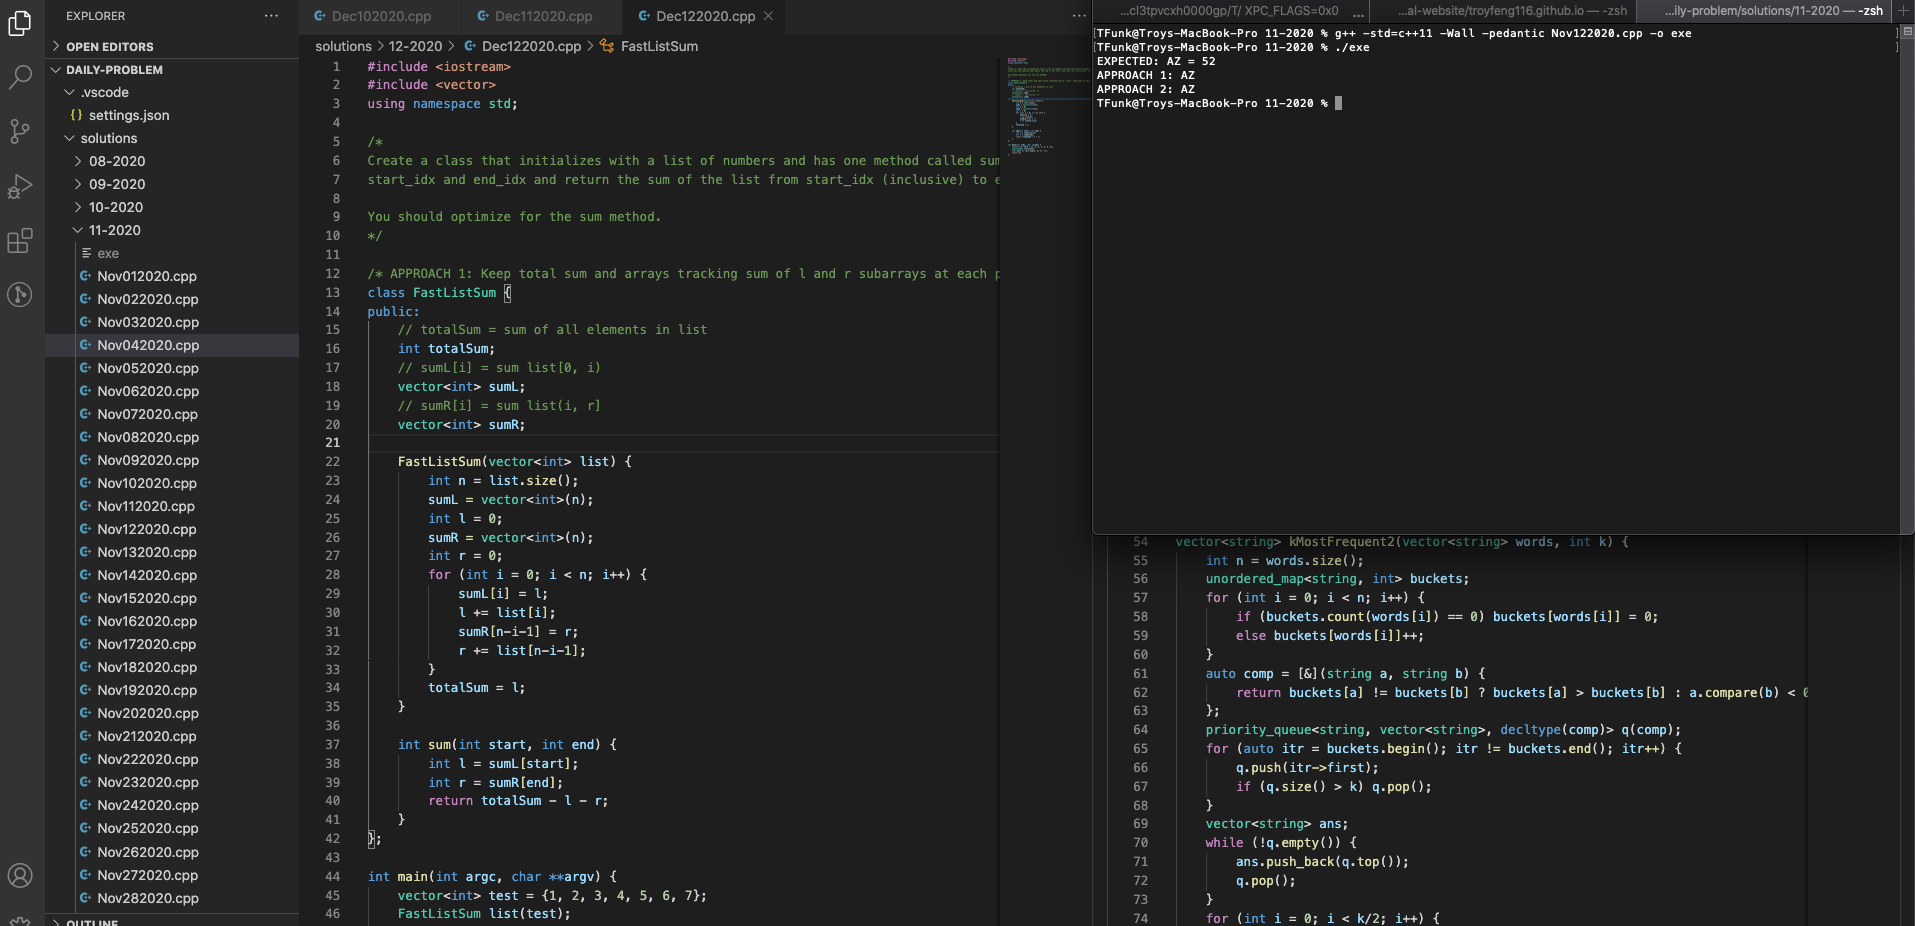 EXPLORER
OPEN EDITORS
DAILY-PROBLEM
.vscode
{} settings.json
solutions
08-2020
09-2020
10-2020
11-2020
exe
Nov012020.cpp
Nov022020.cpp
Nov032020.cpp
Nov042020.cpp
Nov052020.cpp
Nov062020.cpp
Nov072020.cpp
Nov082020.cpp
Nov092020.cpp
Nov102020.cpp
Nov112020.cpp
Nov122020.cpp
Nov132020.cpp
Nov142020.cpp
Nov152020.cpp
Nov162020.cpp
Nov172020.cpp
Nov182020.cpp
Nov192020.cpp
Nov202020.cpp
Nov212020.cpp
Nov222020.cpp
Nov232020.cpp
Nov242020.cpp
Nov252020.cpp
Nov262020.cpp
Nov272020.cpp
Nov282020.cpp
OUTLINE
Dec102020.cpp Dec112020.cpp Dec122020.cpp
solutions > 12-2020 > Dec122020.cpp > FastListSum
1 #include <iostream>
2 #include <vector>
3 using namespace std;
4
5 /*
6 Create a class that initializes with a list of numbers and has one method called sum
7 start_idx and end_idx and return the sum of the list from start_idx (inclusive) to e
8
9 You should optimize for the sum method.
10 */
11
12 /* APPROACH 1: Keep total sum and arrays tracking sum of l and r subarrays at each p
13 class FastListSum {
14 public:
15 // totalSum = sum of all elements in list
16 int totalSum;
17 // sumL[i] = sum list[0, i)
18 vector<int> sumL;
19 // sumR[i] = sum list(i, r]
20 vector<int> sumR;
21
22 FastListSum(vector<int> list) {
23 int n = list.size();
24 sumL = vector<int>(n);
25 int l = 0;
26 sumR = vector<int>(n);
27 int r = 0;
28 for (int i = 0; i < n; i++) {
29 sumL[i] = l;
30 l += list[i];
31 sumR[n-i-1] = r;
32 r += list[n-i-1];
33 }
34 totalSum = l;
35 }
36
37 int sum(int start, int end) {
38 int l = sumL[start];
39 int r = sumR[end];
40 return totalSum - l - r;
41 }
42 };
43
44 int main(int argc, char **argv) {
45 vector<int> test = {1, 2, 3, 4, 5, 6, 7};
46 FastListSum list(test);
...cl3tpvcxh0000gp/T/ XPC_FLAGS=0x0 ... ...al-website/troyfeng116.github.io — -zsh ...ily-problem/solutions/11-2020 — -zsh
[TFunk@Troys-MacBook-Pro 11-2020 % g++ -std=c++11 -Wall -pedantic Nov122020.cpp -o exe ]
[TFunk@Troys-MacBook-Pro 11-2020 % ./exe ]
EXPECTED: AZ = 52
APPROACH 1: AZ
APPROACH 2: AZ
TFunk@Troys-MacBook-Pro 11-2020 %
54 vector<string> kMostFrequent2(vector<string> words, int k) {
55 int n = words.size();
56 unordered_map<string, int> buckets;
57 for (int i = 0; i < n; i++) {
58 if (buckets.count(words[i]) == 0) buckets[words[i]] = 0;
59 else buckets[words[i]]++;
60 }
61 auto comp = [&](string a, string b) {
62 return buckets[a] != buckets[b] ? buckets[a] > buckets[b] : a.compare(b) < 0
63 };
64 priority_queue<string, vector<string>, decltype(comp)> q(comp);
65 for (auto itr = buckets.begin(); itr != buckets.end(); itr++) {
66 q.push(itr->first);
67 if (q.size() > k) q.pop();
68 }
69 vector<string> ans;
70 while (!q.empty()) {
71 ans.push_back(q.top());
72 q.pop();
73 }
74 for (int i = 0; i < k/2; i++) {